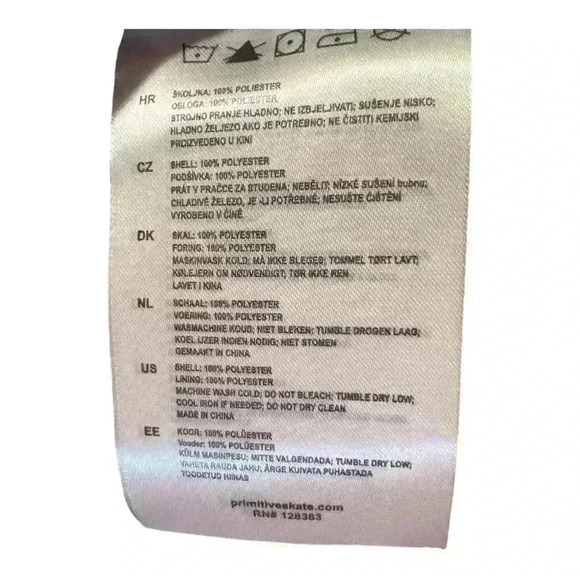 HR
ŠKOLJKA: 100% POLIESTER
OBLOGA: 100% POLIESTER
STROJNO PRANJE HLADNO; NE IZBJELJIVATI; SUŠENJE NISKO;
HLADNO ŽELJEZO AKO JE POTREBNO; NE ČISTITI KEMIJSKI
PROIZVEDENO U KINI
CZ
SHELL: 100% POLYESTER
PODŠÍVKA: 100% POLYESTER
PRÁT V PRAČCE ZA STUDENA; NEBĚLIT; NÍZKÉ SUŠENÍ bubnu;
CHLADIVÉ ŽELEZO, JE -LI POTŘEBNÉ; NESUŠTE ČIŠTĚNÍ
VYROBENO V ČÍNĚ
DK
SKAL: 100% POLYESTER
FORING: 100% POLYESTER
MASKINVASK KOLD; MÅ IKKE BLEGES; TOMMEL TØRT LAVT;
KØLEJERN OM NØDVENDIGT; TØR IKKE REN
LAVET I KINA
NL
SCHAAL: 100% POLYESTER
VOERING: 100% POLYESTER
WASMACHINE KOUD; NIET BLEKEN; TUMBLE DROGEN LAAG;
KOEL IJZER INDIEN NODIG; NIET STOMEN
GEMAAKT IN CHINA
US
SHELL: 100% POLYESTER
LINING: 100% POLYESTER
MACHINE WASH COLD; DO NOT BLEACH; TUMBLE DRY LOW;
COOL IRON IF NEEDED; DO NOT DRY CLEAN
MADE IN CHINA
EE
KOOR: 100% POLÜESTER
Vooder: 100% POLÜESTER
KÜLM MASINPESU; MITTE VALGENDADA; TUMBLE DRY LOW;
VAHETA RAUDA JAHU; ÄRGE KUIVATA PUHASTADA
TOODETUD HIINAS
primitiveskate.com
RN# 128363